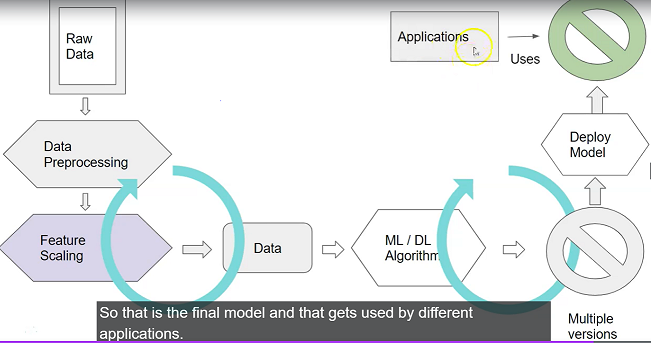 Raw
Data
Applications
Uses
Data
Preprocessing
Deploy
Model
Feature
Scaling
Data
ML / DL
Algorithm
Multiple
versions
So that is the final model and that gets used by different
applications.